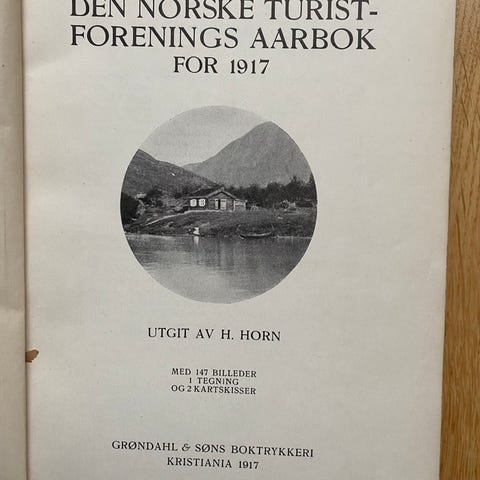 DEN NORSKE TURIST-
FORENINGS AARBOK
FOR 1917
UTGIT AV H. HORN
MED 147 BILLEDER
1 TEGNING
OG 2 KARTSKISSER
GRØNDAHL & SØNS BOKTRYKKERI
KRISTIANIA 1917